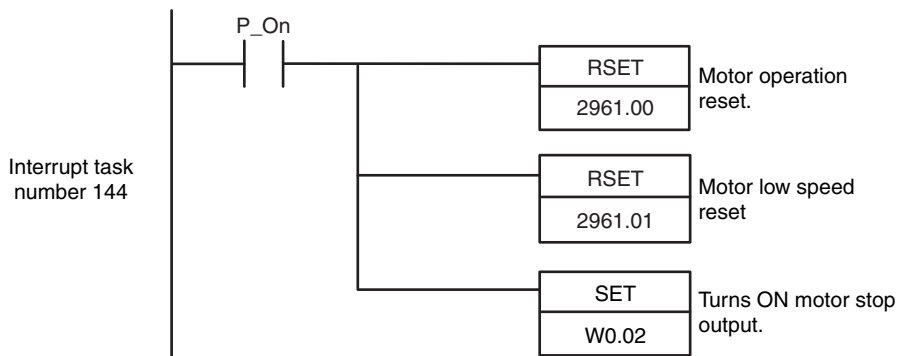 P_On
RSET
2961.00
Motor operation
reset.
Interrupt task
number 144
RSET
2961.01
Motor low speed
reset
SET
W0.02
Turns ON motor stop
output.